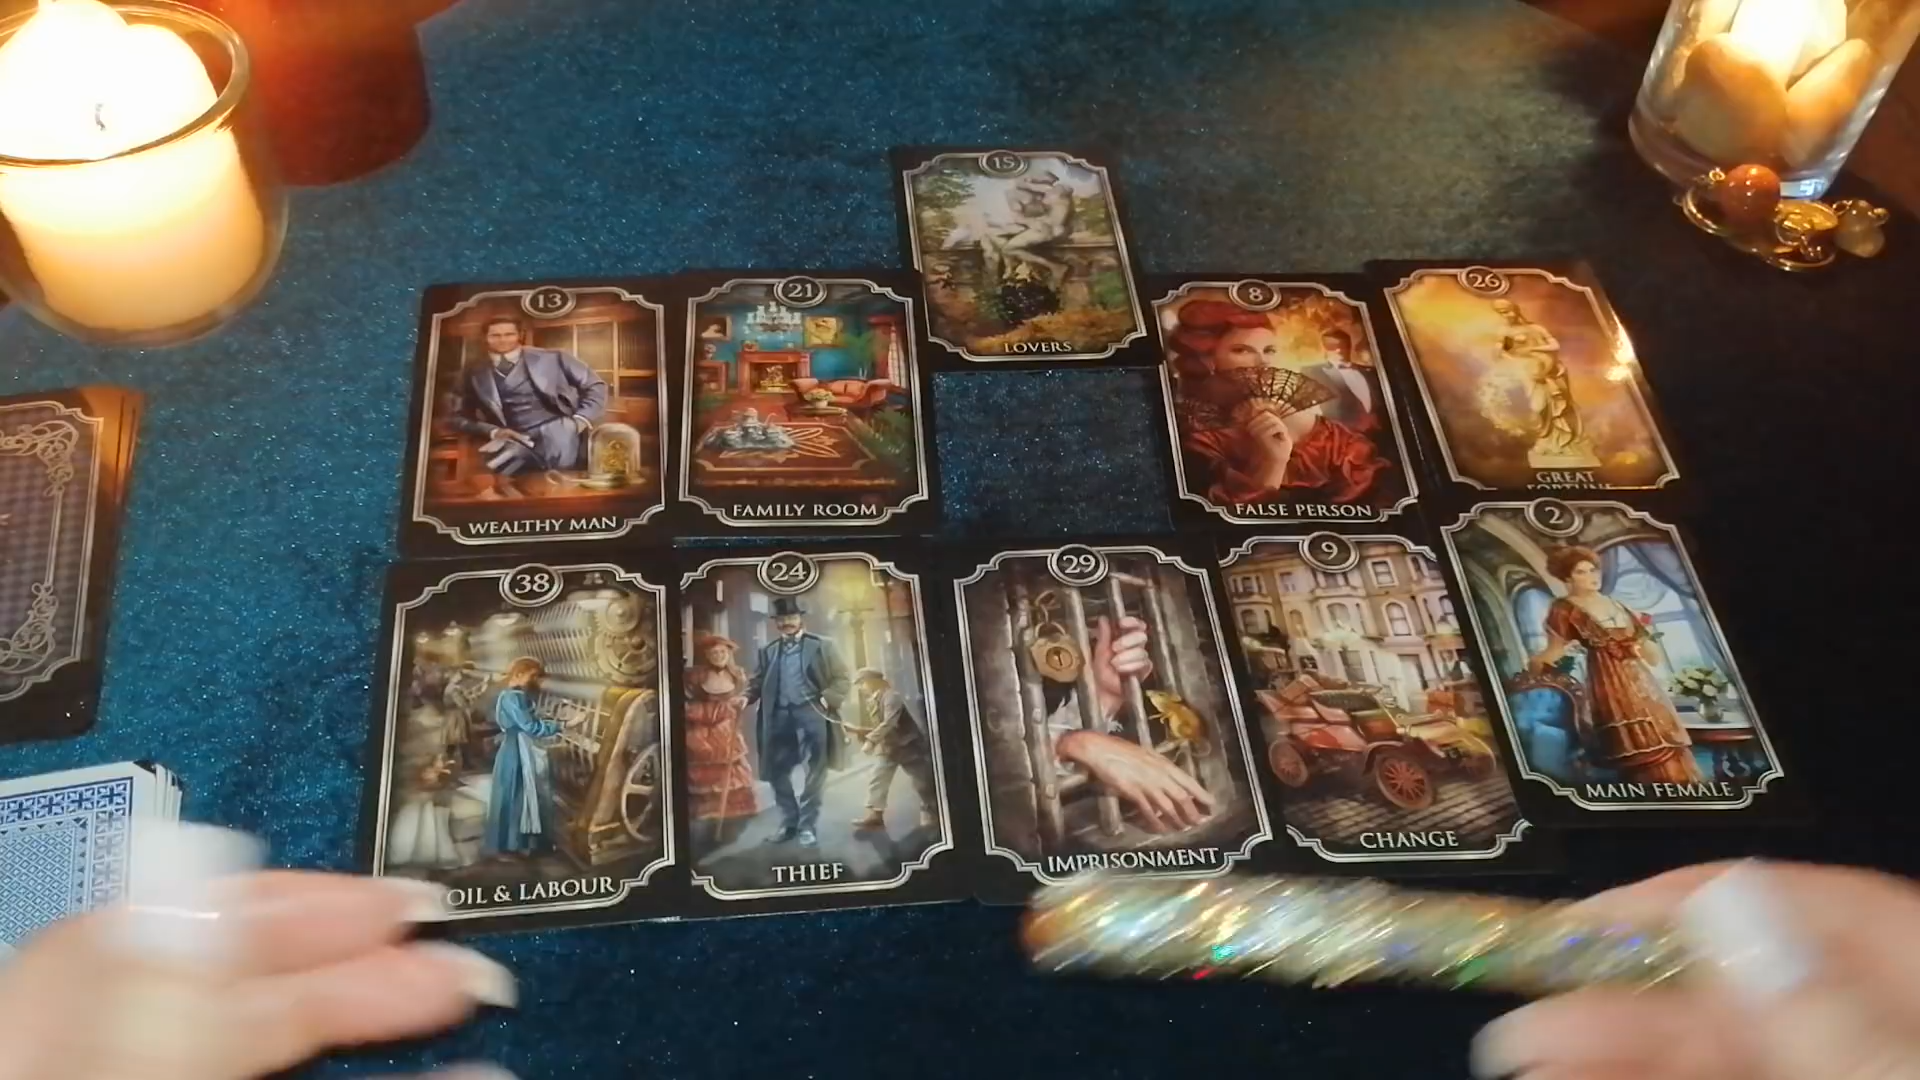 15
LOVERS
13
WEALTHY MAN
21
FAMILY ROOM
8
FALSE PERSON
26
GREAT
FORTUNE
38
OIL & LABOUR
24
THIEF
29
IMPRISONMENT
9
CHANGE
2
MAIN FEMALE